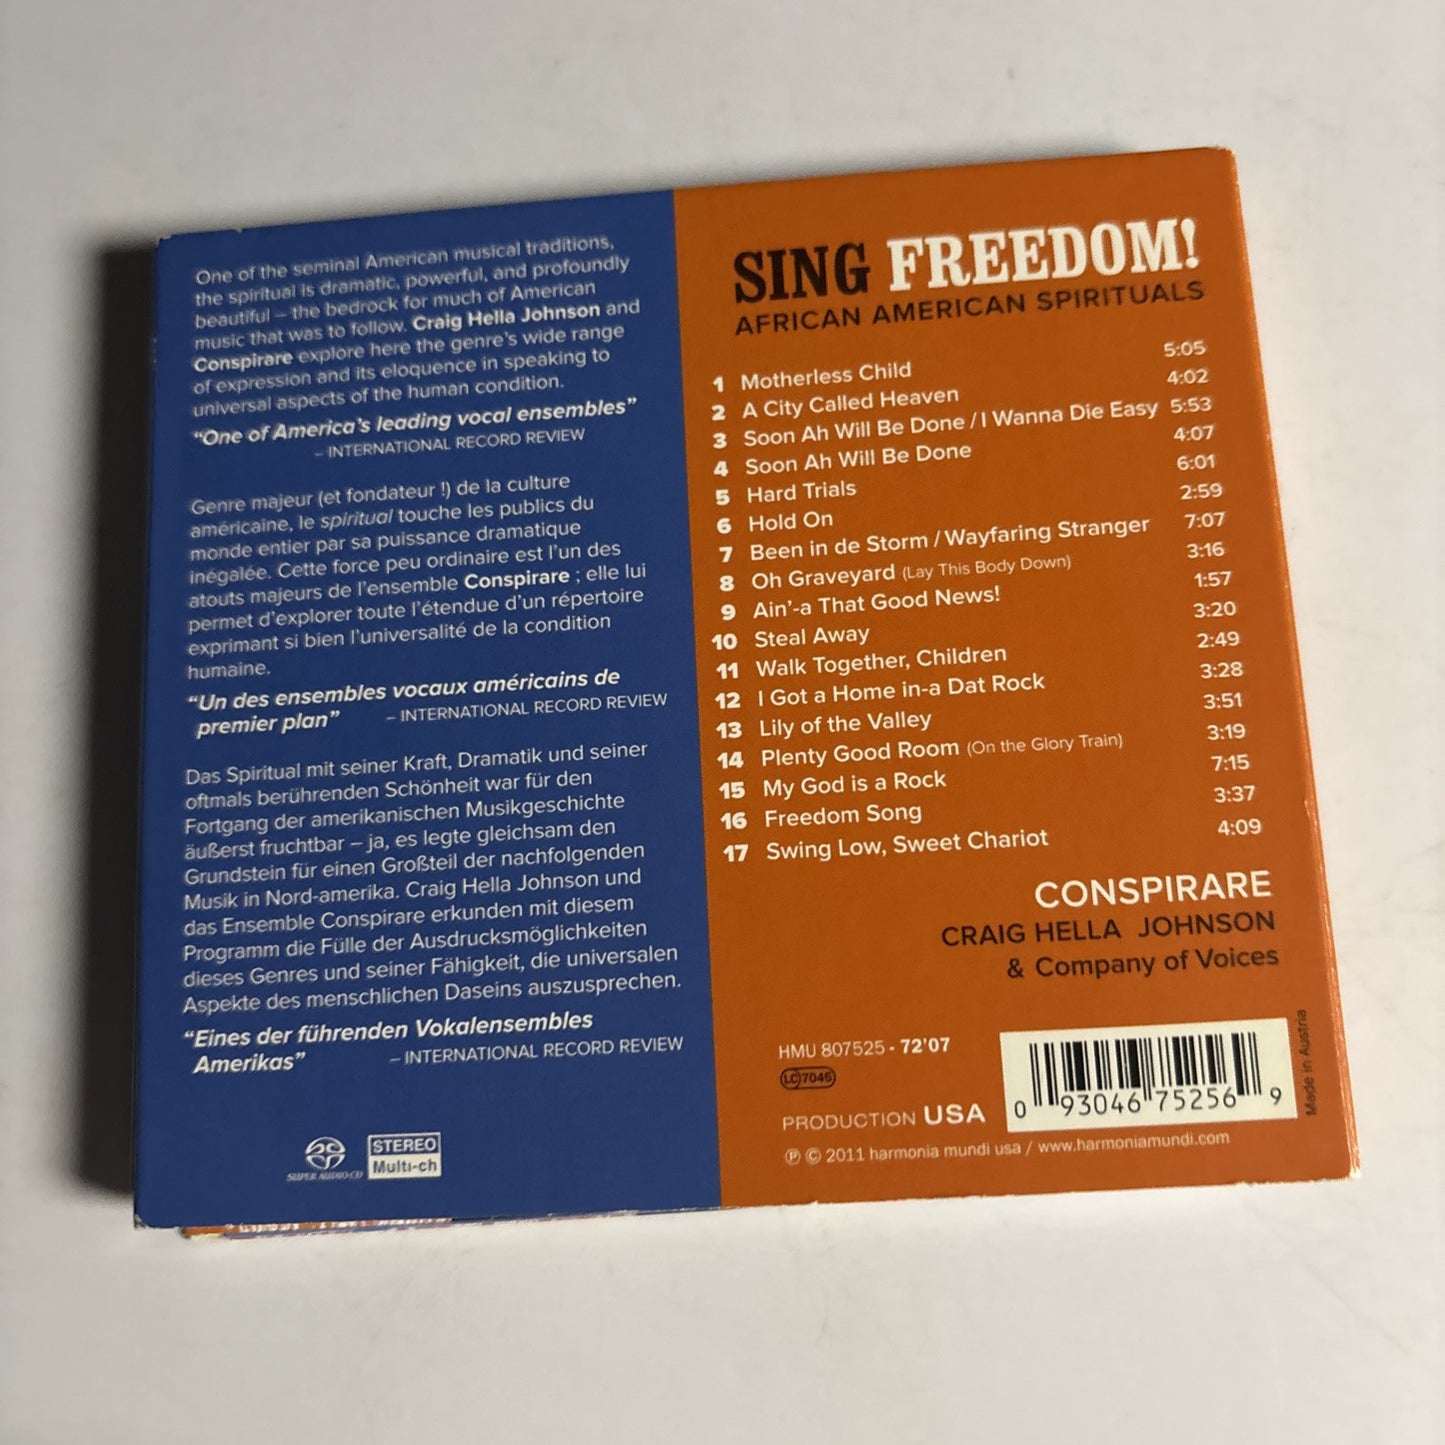 One of the seminal American musical traditions,
the spiritual is dramatic, powerful, and profoundly
beautiful – the bedrock for much of American
music that was to follow. Craig Hella Johnson and
Conspirare explore here the genre's wide range
of expression and its eloquence in speaking to
universal aspects of the human condition.
“One of America's leading vocal ensembles”
– INTERNATIONAL RECORD REVIEW
Genre majeur (et fondateur !) de la culture
américaine, le spiritual touche les publics du
monde entier par sa puissance dramatique
inégalée. Cette force peu ordinaire est l'un des
atouts majeurs de l'ensemble Conspirare ; elle lui
permet d'explorer toute l'étendue d'un répertoire
exprimant si bien l'universalité de la condition
humaine.
“Un des ensembles vocaux américains de
premier plan” – INTERNATIONAL RECORD REVIEW
Das Spiritual mit seiner Kraft, Dramatik und seiner
oftmals berührenden Schönheit war für den
Fortgang der amerikanischen Musikgeschichte
äußerst fruchtbar – ja, es legte gleichsam den
Grundstein für einen Großteil der nachfolgenden
Musik in Nord-amerika. Craig Hella Johnson und
das Ensemble Conspirare erkunden mit diesem
Programm die Fülle der Ausdrucksmöglichkeiten
dieses Genres und seiner Fähigkeit, die universalen
Aspekte des menschlichen Daseins auszusprechen.
“Eines der führenden Vokalensembles
Amerikas” – INTERNATIONAL RECORD REVIEW
SUPER AUDIO CD
STEREO
Multi-ch
SING FREEDOM!
AFRICAN AMERICAN SPIRITUALS
1 Motherless Child 5:05
2 A City Called Heaven 4:02
3 Soon Ah Will Be Done / I Wanna Die Easy 5:53
4 Soon Ah Will Be Done 4:07
5 Hard Trials 6:01
6 Hold On 2:59
7 Been in de Storm / Wayfaring Stranger 7:07
8 Oh Graveyard (Lay This Body Down) 3:16
9 Ain'-a That Good News! 1:57
10 Steal Away 3:20
11 Walk Together, Children 2:49
12 I Got a Home in-a Dat Rock 3:28
13 Lily of the Valley 3:51
14 Plenty Good Room (On the Glory Train) 3:19
15 My God is a Rock 7:15
16 Freedom Song 3:37
17 Swing Low, Sweet Chariot 4:09
CONSPIRARE
CRAIG HELLA JOHNSON
& Company of Voices
HMU 807525 - 72'07
LC 7045
PRODUCTION USA
℗ © 2011 harmonia mundi usa / www.harmoniamundi.com
0 93046 75256 9
Made in Austria